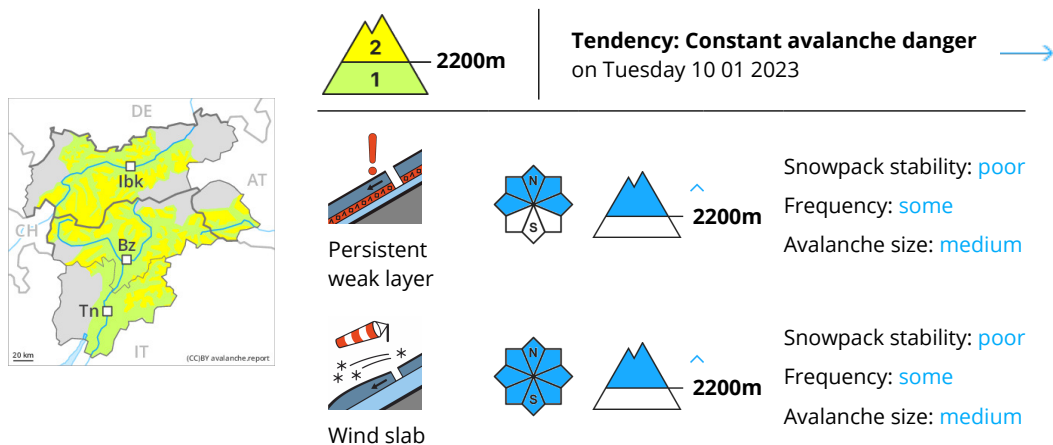 2
1
2200m
Tendency: Constant avalanche danger
on Tuesday 10 01 2023
DE
AT
CH
IT
Ibk
Bz
Tn
20 km
(CC)BY avalanche.report
Persistent
weak layer
N
S
2200m
Snowpack stability: poor
Frequency: some
Avalanche size: medium
Wind slab
N
S
2200m
Snowpack stability: poor
Frequency: some
Avalanche size: medium